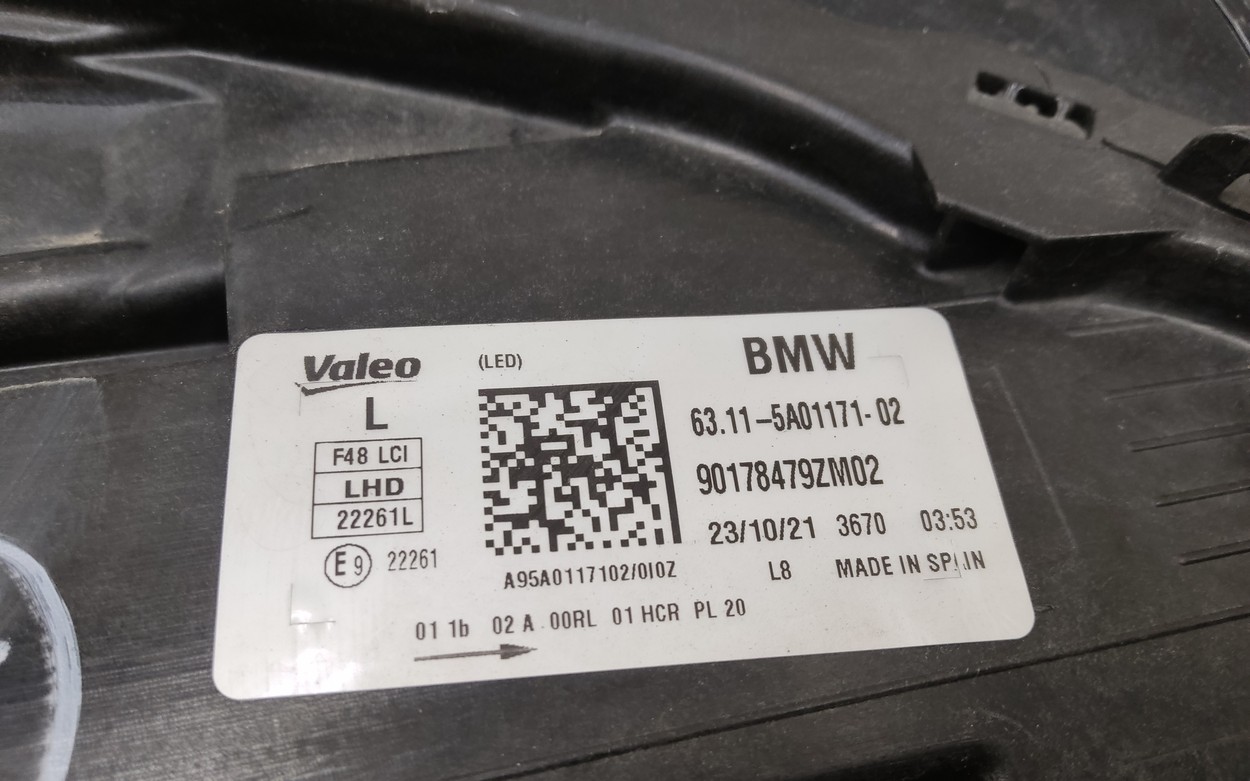 Valeo (LED) BMW
L
F48 LCI
LHD
22261L
E9 22261
A95A0117102/010Z
63.11-5A01171-02
90178479ZM02
23/10/21 3670 03:53
L8 MADE IN SPAIN
01 1b 02 A 00RL 01 HCR PL 20